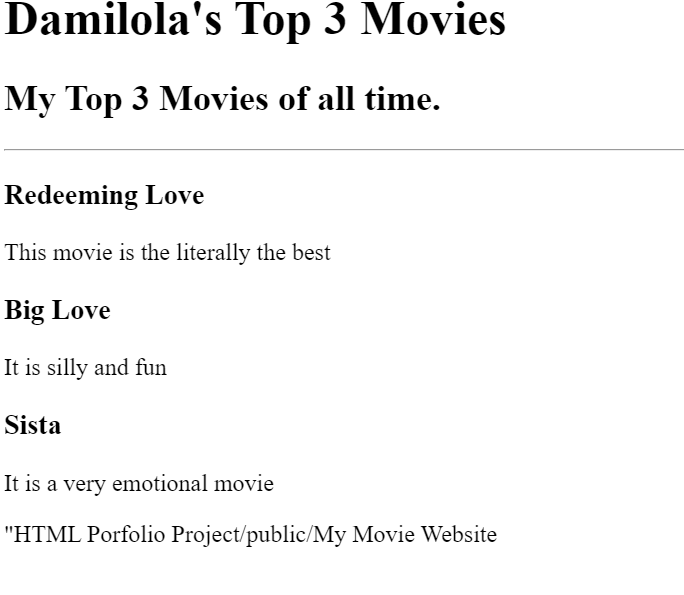 Damilola's Top 3 Movies
My Top 3 Movies of all time.
Redeeming Love
This movie is the literally the best
Big Love
It is silly and fun
Sista
It is a very emotional movie
"HTML Porfolio Project/public/My Movie Website